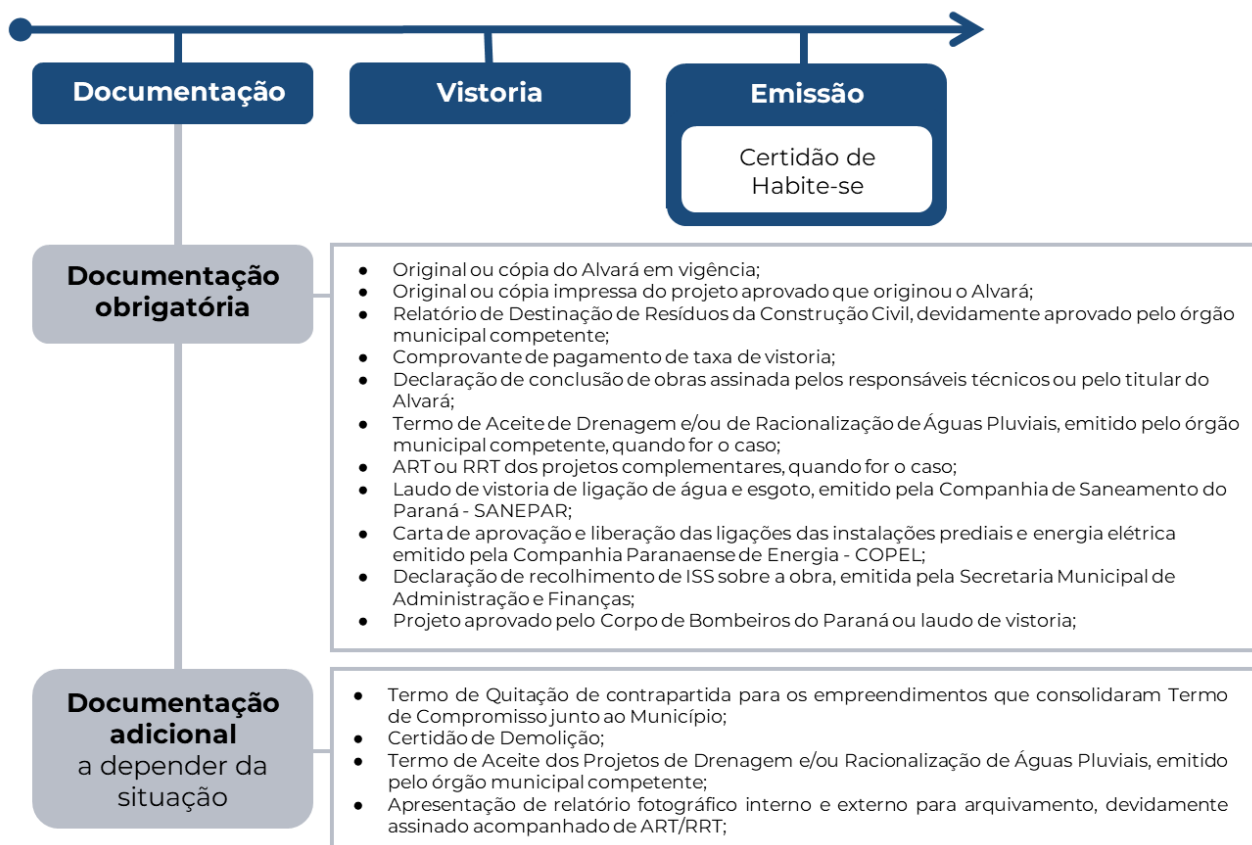 Documentação
Vistoria
Emissão
Certidão de
Habite-se
Documentação
obrigatória
● Original ou cópia do Alvará em vigência;
● Original ou cópia impressa do projeto aprovado que originou o Alvará;
● Relatório de Destinação de Resíduos da Construção Civil, devidamente aprovado pelo órgão
municipal competente;
● Comprovante de pagamento de taxa de vistoria;
● Declaração de conclusão de obras assinada pelos responsáveis técnicos ou pelo titular do
Alvará;
● Termo de Aceite de Drenagem e/ou de Racionalização de Águas Pluviais, emitido pelo órgão
municipal competente, quando for o caso;
● ART ou RRT dos projetos complementares, quando for o caso;
● Laudo de vistoria de ligação de água e esgoto, emitido pela Companhia de Saneamento do
Paraná - SANEPAR;
● Carta de aprovação e liberação das ligações das instalações prediais e energia elétrica
emitido pela Companhia Paranaense de Energia - COPEL;
● Declaração de recolhimento de ISS sobre a obra, emitida pela Secretaria Municipal de
Administração e Finanças;
● Projeto aprovado pelo Corpo de Bombeiros do Paraná ou laudo de vistoria;
Documentação
adicional
a depender da
situação
● Termo de Quitação de contrapartida para os empreendimentos que consolidaram Termo
de Compromisso junto ao Município;
● Certidão de Demolição;
● Termo de Aceite dos Projetos de Drenagem e/ou Racionalização de Águas Pluviais, emitido
pelo órgão municipal competente;
● Apresentação de relatório fotográfico interno e externo para arquivamento, devidamente
assinado acompanhado de ART/RRT;